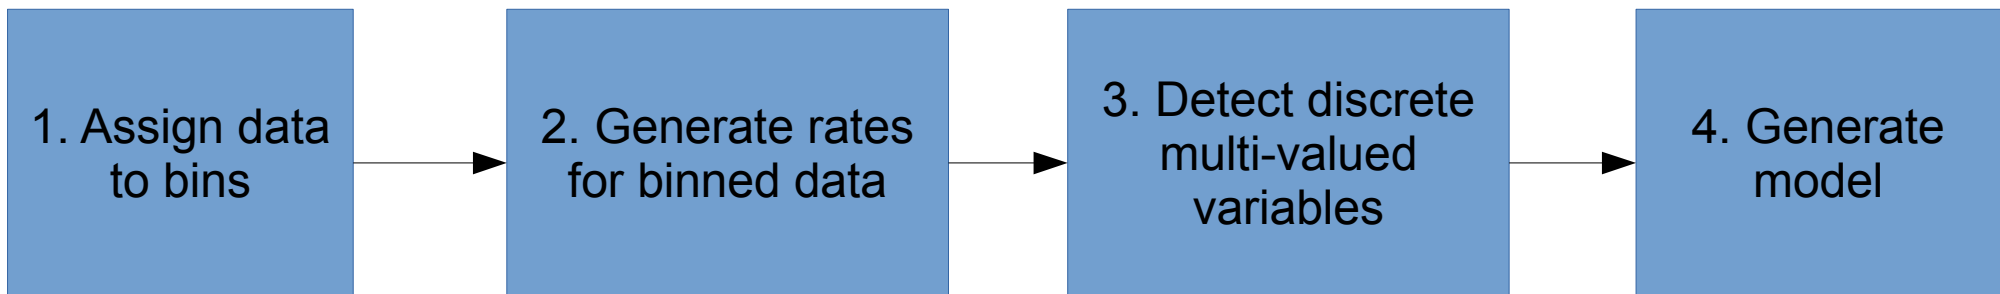 1. Assign data
to bins
2. Generate rates
for binned data
3. Detect discrete
multi-valued
variables
4. Generate
model